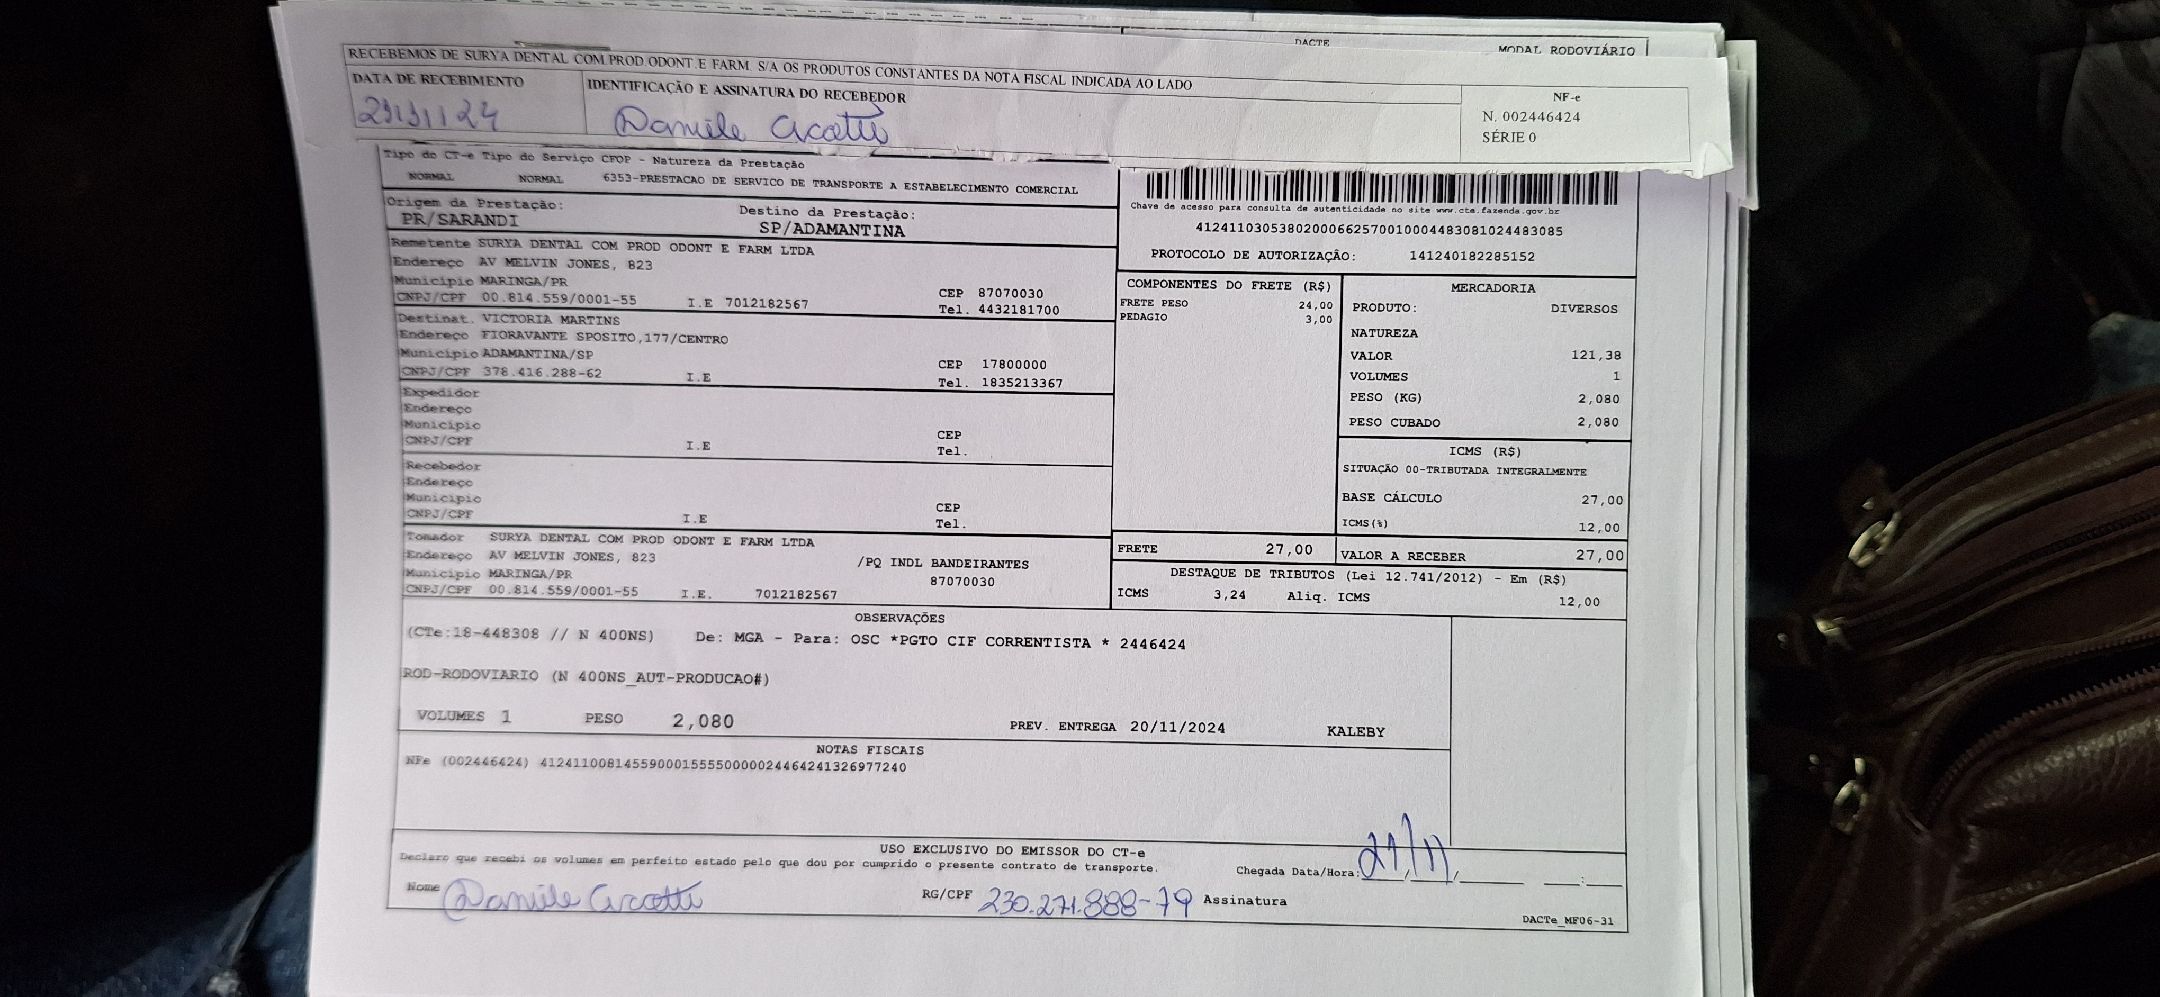 DACTE MODAL RODOVIÁRIO
RECEBEMOS DE SURYA DENTAL COM PROD.ODONT.E FARM. S/A OS PRODUTOS CONSTANTES DA NOTA FISCAL INDICADA AO LADO
DATA DE RECEBIMENTO
IDENTIFICAÇÃO E ASSINATURA DO RECEBEDOR
NF-e
N. 002446424
SÉRIE 0
Tipo do CT-e Tipo do Serviço CFOP - Natureza da Prestação
NORMAL NORMAL 6353-PRESTACAO DE SERVICO DE TRANSPORTE A ESTABELECIMENTO COMERCIAL
Origem da Prestação:
PR/SARANDI
Destino da Prestação:
SP/ADAMANTINA
Chave de acesso para consulta de autenticidade no site www.cte.fazenda.gov.br
41241103053802000662570010004483081024483085
PROTOCOLO DE AUTORIZAÇÃO: 141240182285152
Remetente SURYA DENTAL COM PROD ODONT E FARM LTDA
Endereço AV MELVIN JONES, 823
Município MARINGA/PR
CEP 87070030
CNPJ/CPF 00.814.559/0001-55 I.E 7012182567
Tel. 4432181700
Destinat. VICTORIA MARTINS
Endereço FIORAVANTE SPOSITO,177/CENTRO
Município ADAMANTINA/SP
CEP 17800000
CNPJ/CPF 378.416.288-62 I.E
Tel. 1835213367
Expedidor
Endereço
Município
CEP
CNPJ/CPF I.E
Tel.
Recebedor
Endereço
Município
CEP
CNPJ/CPF I.E
Tel.
Tomador SURYA DENTAL COM PROD ODONT E FARM LTDA
Endereço AV MELVIN JONES, 823 /PQ INDL BANDEIRANTES
Município MARINGA/PR 87070030
CNPJ/CPF 00.814.559/0001-55 I.E. 7012182567
COMPONENTES DO FRETE (R$)
FRETE PESO 24,00
PEDAGIO 3,00
MERCADORIA
PRODUTO: DIVERSOS
NATUREZA
VALOR 121,38
VOLUMES 1
PESO (KG) 2,080
PESO CUBADO 2,080
ICMS (R$)
SITUAÇÃO 00-TRIBUTADA INTEGRALMENTE
BASE CÁLCULO 27,00
ICMS(%) 12,00
FRETE 27,00
VALOR A RECEBER 27,00
DESTAQUE DE TRIBUTOS (Lei 12.741/2012) - Em (R$)
ICMS 3,24 Aliq. ICMS 12,00
OBSERVAÇÕES
(CTe:18-448308 // N 400NS) De: MGA - Para: OSC *PGTO CIF CORRENTISTA * 2446424
ROD-RODOVIARIO (N 400NS_AUT-PRODUCAO#)
VOLUMES 1 PESO 2,080 PREV. ENTREGA 20/11/2024 KALEBY
NOTAS FISCAIS
NFe (002446424) 41241100814559000155550000024464241326977240
USO EXCLUSIVO DO EMISSOR DO CT-e
Declaro que recebi os volumes em perfeito estado pelo que dou por cumprido o presente contrato de transporte.
Chegada Data/Hora: 21/11
Nome RG/CPF 230.271.888-79 Assinatura
DACTe_MF06-31